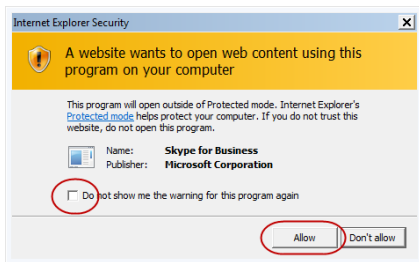 Internet Explorer Security
A website wants to open web content using this
program on your computer
This program will open outside of Protected mode. Internet Explorer's
Protected mode helps protect your computer. If you do not trust this
website, do not open this program.
Name: Skype for Business
Publisher: Microsoft Corporation
Do not show me the warning for this program again
Allow Don't allow